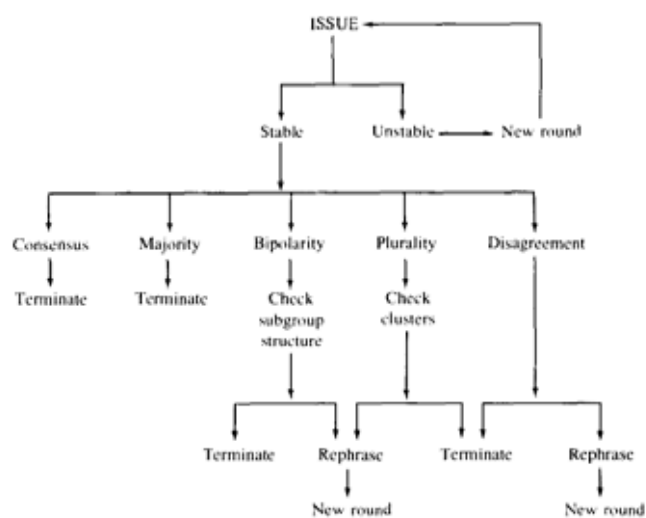 ISSUE
Stable Unstable New round
Consensus Majority Bipolarity Plurality Disagreement
Terminate Terminate Check Check
subgroup clusters
structure
Terminate Rephrase Terminate Rephrase
New round New round